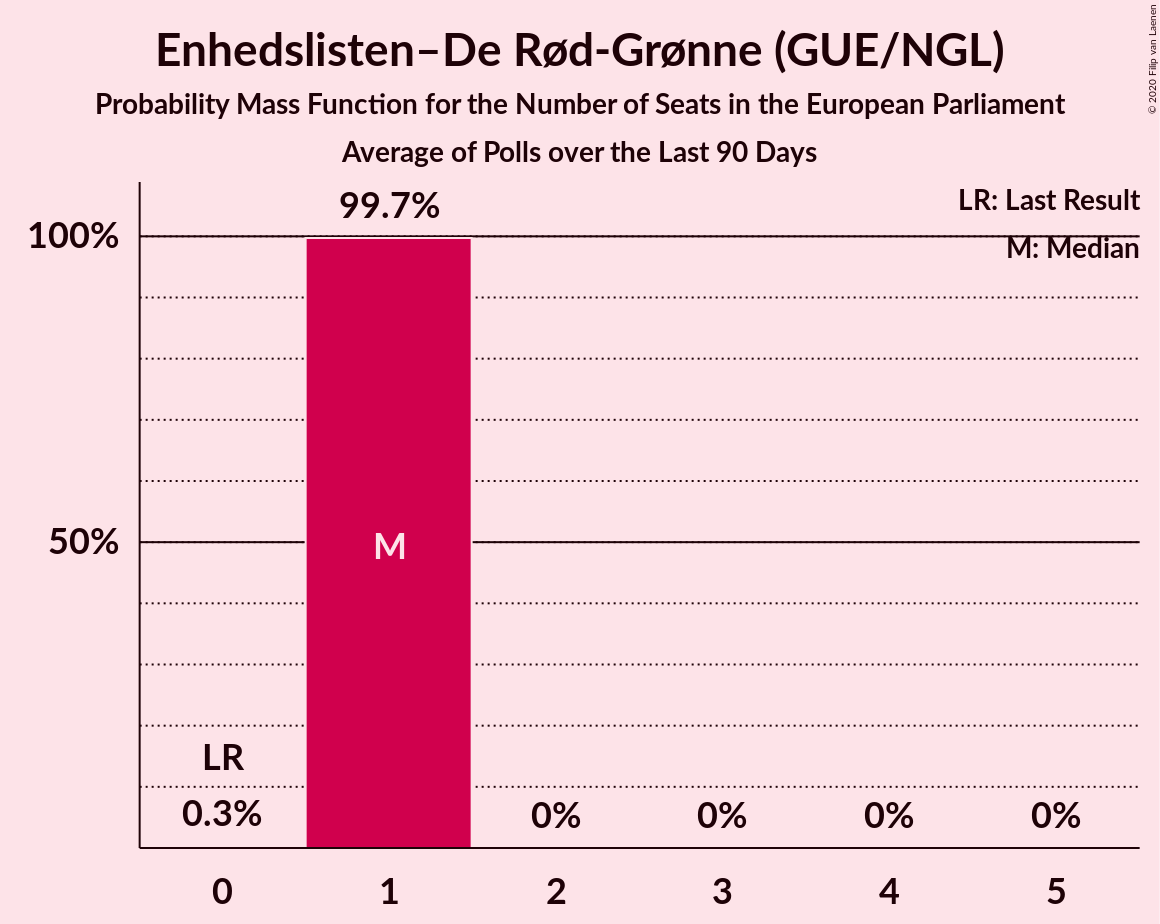 Enhedslisten–De Rød-Grønne (GUE/NGL)
Probability Mass Function for the Number of Seats in the European Parliament
Average of Polls over the Last 90 Days
© 2020 Filip van Laenen
LR: Last Result
M: Median
99.7%
100%
50%
M
LR
0.3%
0%
0%
0%
0%
0
1
2
3
4
5